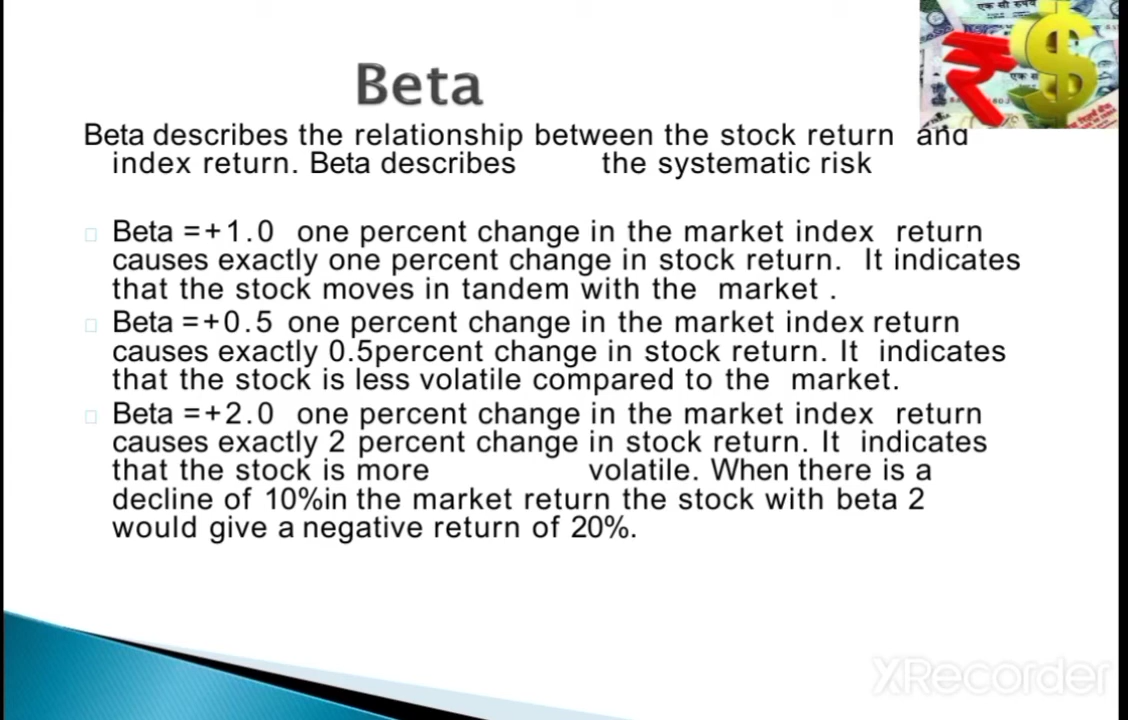 एक सौ रुपये
एक
Beta
Beta describes the relationship between the stock return and
index return. Beta describes the systematic risk
Beta =+1.0 one percent change in the market index return
causes exactly one percent change in stock return. It indicates
that the stock moves in tandem with the market .
Beta =+0.5 one percent change in the market index return
causes exactly 0.5percent change in stock return. It indicates
that the stock is less volatile compared to the market.
Beta =+2.0 one percent change in the market index return
causes exactly 2 percent change in stock return. It indicates
that the stock is more volatile. When there is a
decline of 10%in the market return the stock with beta 2
would give a negative return of 20%.
XRecorder